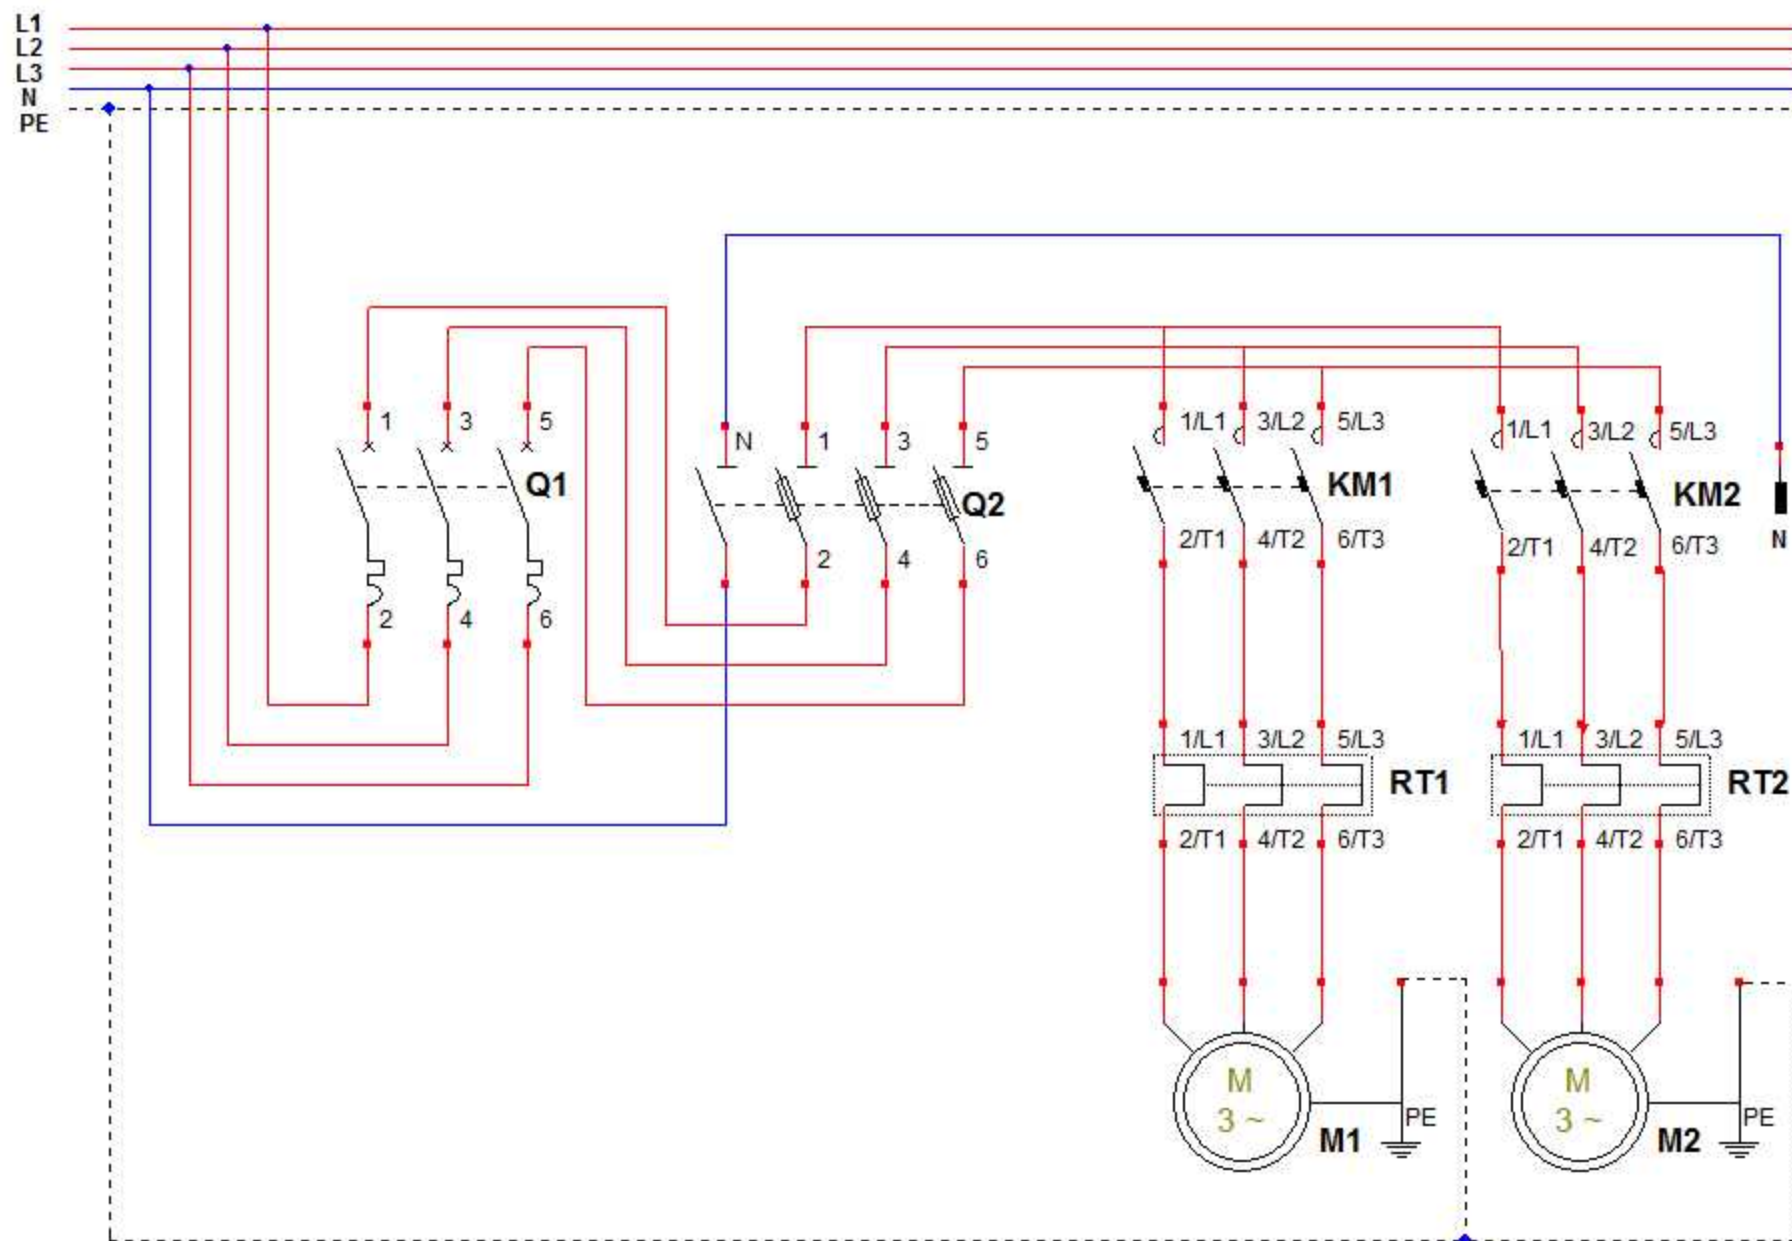 L1
L2
L3
N
PE
1 3 5
Q1
2 4 6
N 1 3 5
Q2
2 4 6
1/L1 3/L2 5/L3
KM1
2/T1 4/T2 6/T3
1/L1 3/L2 5/L3
KM2
2/T1 4/T2 6/T3
N
1/L1 3/L2 5/L3
RT1
2/T1 4/T2 6/T3
1/L1 3/L2 5/L3
RT2
2/T1 4/T2 6/T3
M
3 ~
M1
PE
M
3 ~
M2
PE